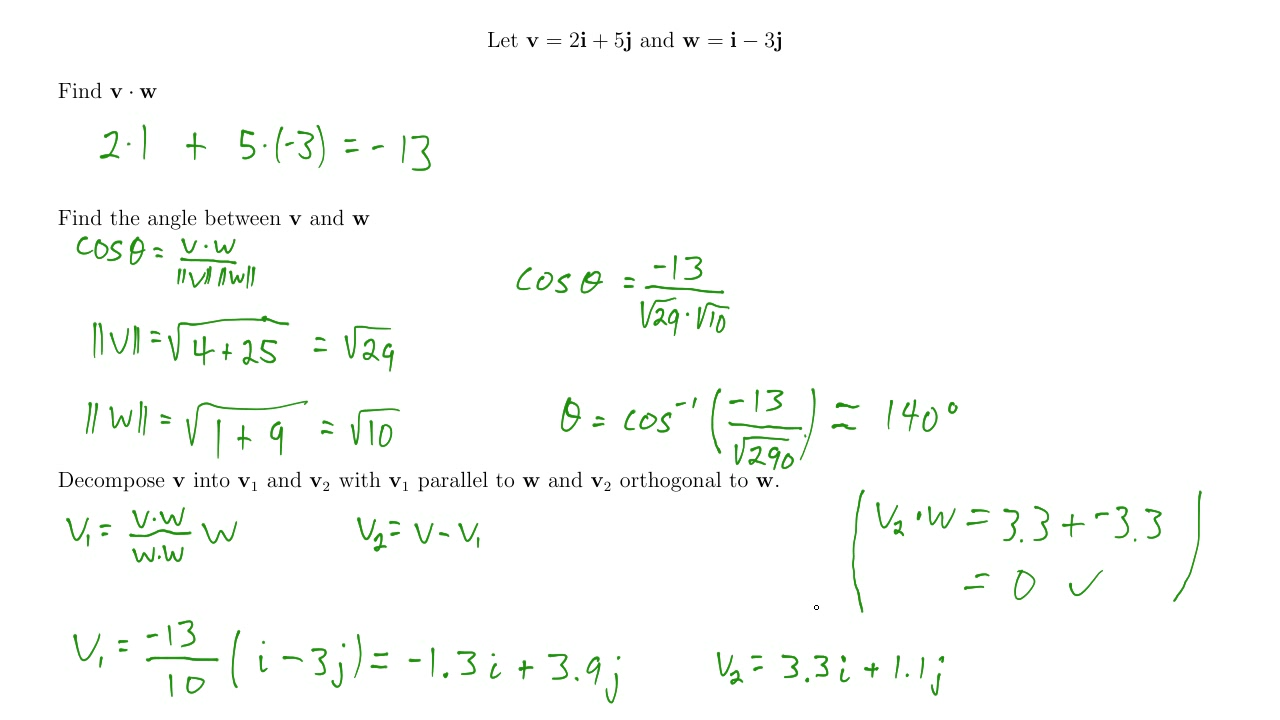 Let v = 2i + 5j and w = i − 3j
Find v · w
2·1 + 5·(-3) = -13
Find the angle between v and w
cosθ = v·w / ||v|| ||w||
cosθ = -13 / √29·√10
||v|| = √4+25 = √29
||w|| = √1+9 = √10
θ = cos⁻¹(-13 / √290) ≈ 140°
Decompose v into v₁ and v₂ with v₁ parallel to w and v₂ orthogonal to w.
v₁ = v·w / w·w w
v₂ = v - v₁
(v₂·w = 3.3 + -3.3
= 0 ✓)
v₁ = -13 / 10 (i - 3j) = -1.3i + 3.9j
v₂ = 3.3i + 1.1j